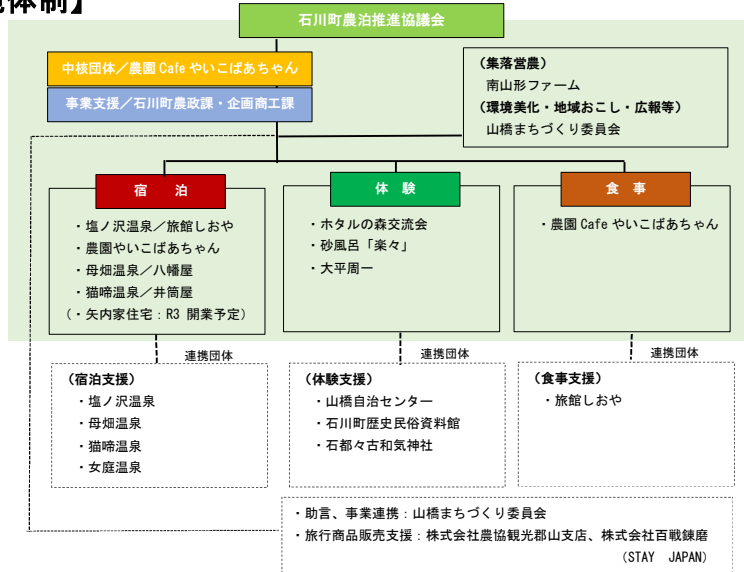 体制】
石川町農泊推進協議会
中核団体/農園 Cafe やいこばあちゃん
事業支援/石川町農政課・企画商工課
(集落営農)
南山形ファーム
(環境美化・地域おこし・広報等)
山橋まちづくり委員会
宿 泊
・塩ノ沢温泉/旅館しおや
・農園やいこばあちゃん
・母畑温泉/八幡屋
・猫啼温泉/井筒屋
(・矢内家住宅:R3 開業予定)
体 験
・ホタルの森交流会
・砂風呂「楽々」
・大平周一
食 事
・農園 Cafe やいこばあちゃん
連携団体
連携団体
連携団体
(宿泊支援)
・塩ノ沢温泉
・母畑温泉
・猫啼温泉
・女庭温泉
(体験支援)
・山橋自治センター
・石川町歴史民俗資料館
・石都々古和気神社
(食事支援)
・旅館しおや
・助言、事業連携:山橋まちづくり委員会
・旅行商品販売支援:株式会社農協観光郡山支店、株式会社百戦錬磨
(STAY JAPAN)